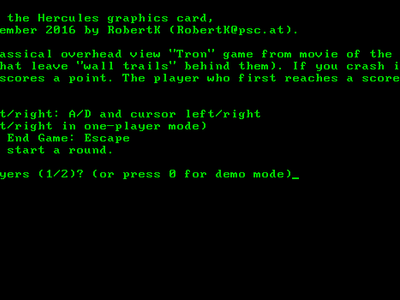 the Hercules graphics card,
ember 2016 by RobertK (RobertK@psc.at).
assical overhead view "Tron" game from movie of the
hat leave "wall trails" behind them). If you crash i
scores a point. The player who first reaches a score
t/right: A/D and cursor left/right
t/right in one-player mode)
End Game: Escape
start a round.
yers (1/2)? (or press 0 for demo mode)_